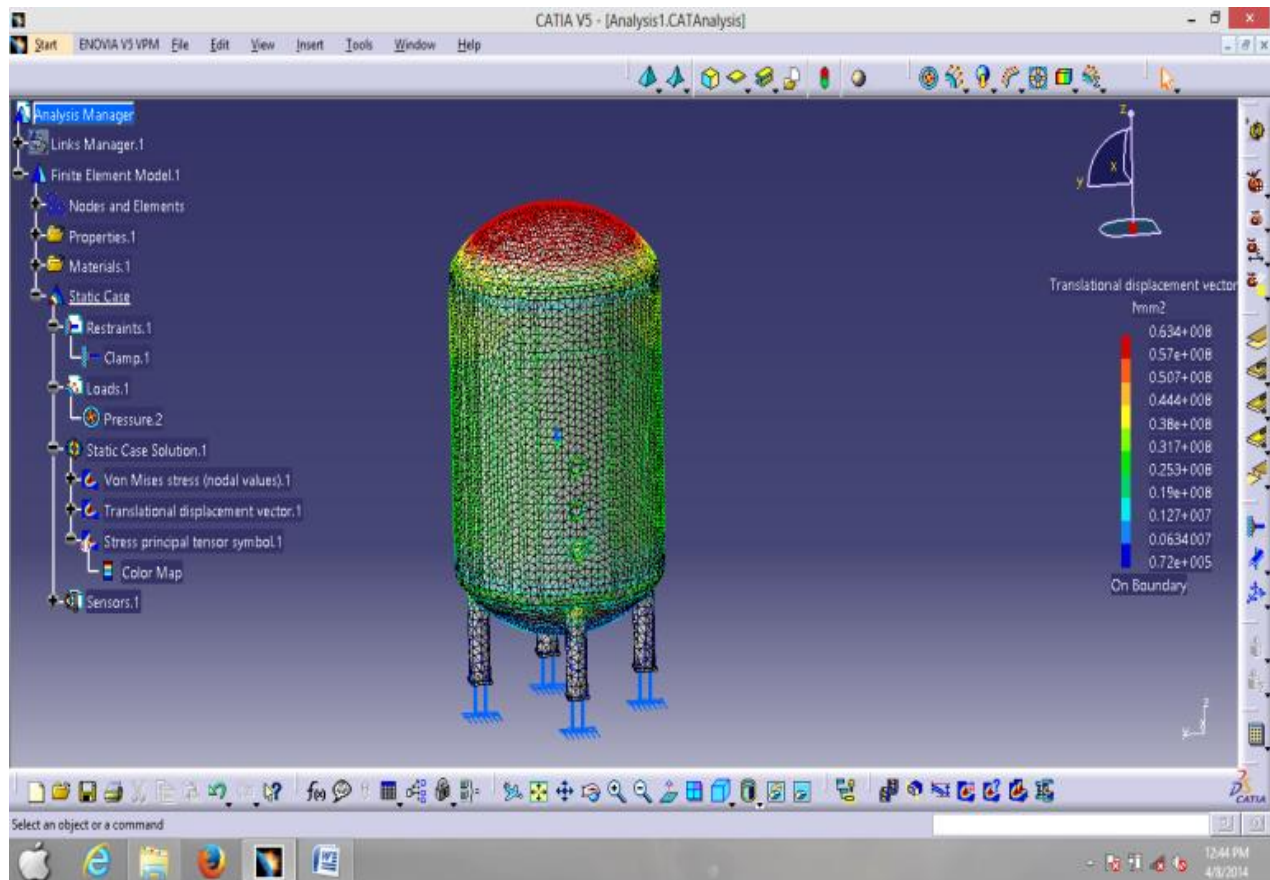 CATIA V5 - [Analysis1.CATAnalysis]
Start ENOVIA V5 VPM File Edit View Insert Tools Window Help
Analysis Manager
Links Manager.1
Finite Element Model.1
Nodes and Elements
Properties.1
Materials.1
Static Case
Restraints.1
Clamp.1
Loads.1
Pressure.2
Static Case Solution.1
Von Mises stress (nodal values).1
Translational displacement vector.1
Stress principal tensor symbol.1
Color Map
Sensors.1
z
x
y
Translational displacement vector
0.634+008
0.57e+008
0.507+008
0.444+008
0.38e+008
0.317+008
0.253+008
0.19e+008
0.127+007
0.0634007
0.72e+005
On Boundary
z
x
CATIA
Select an object or a command
12:44 PM
4/8/2014